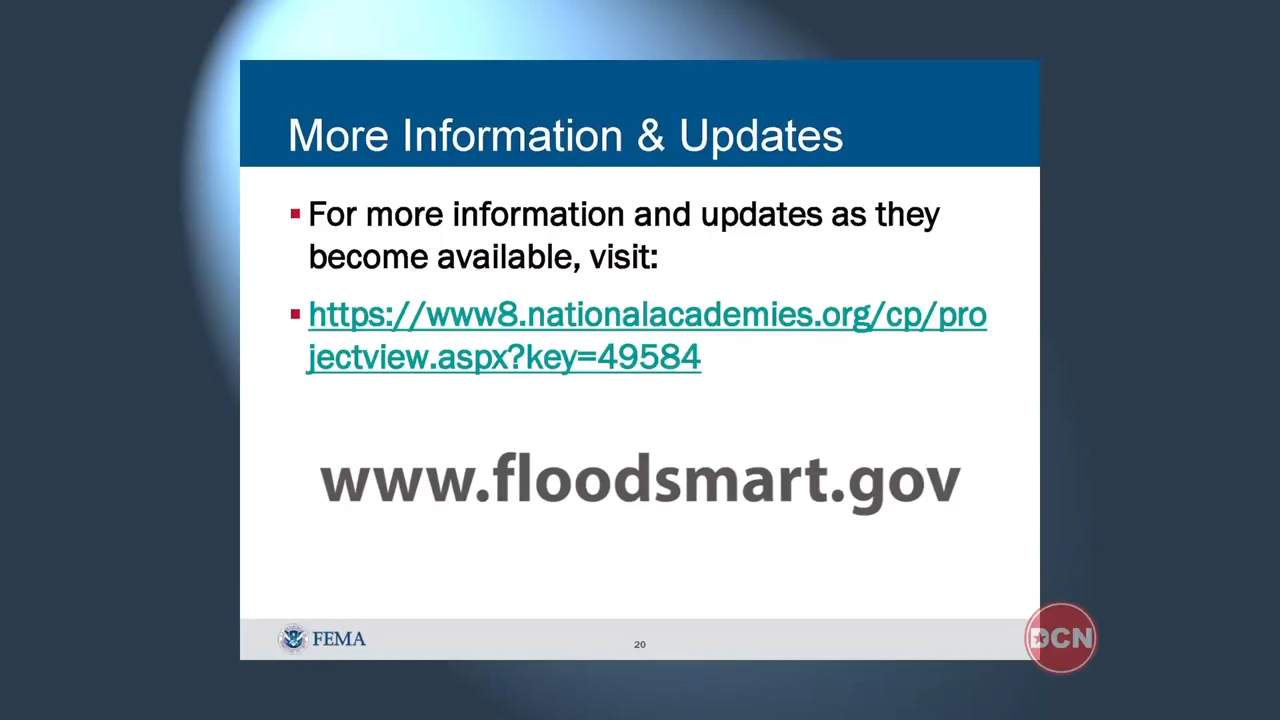 More Information & Updates
For more information and updates as they
become available, visit:
https://www8.nationalacademies.org/cp/pro
jectview.aspx?key=49584
www.floodsmart.gov
FEMA
20
DCN